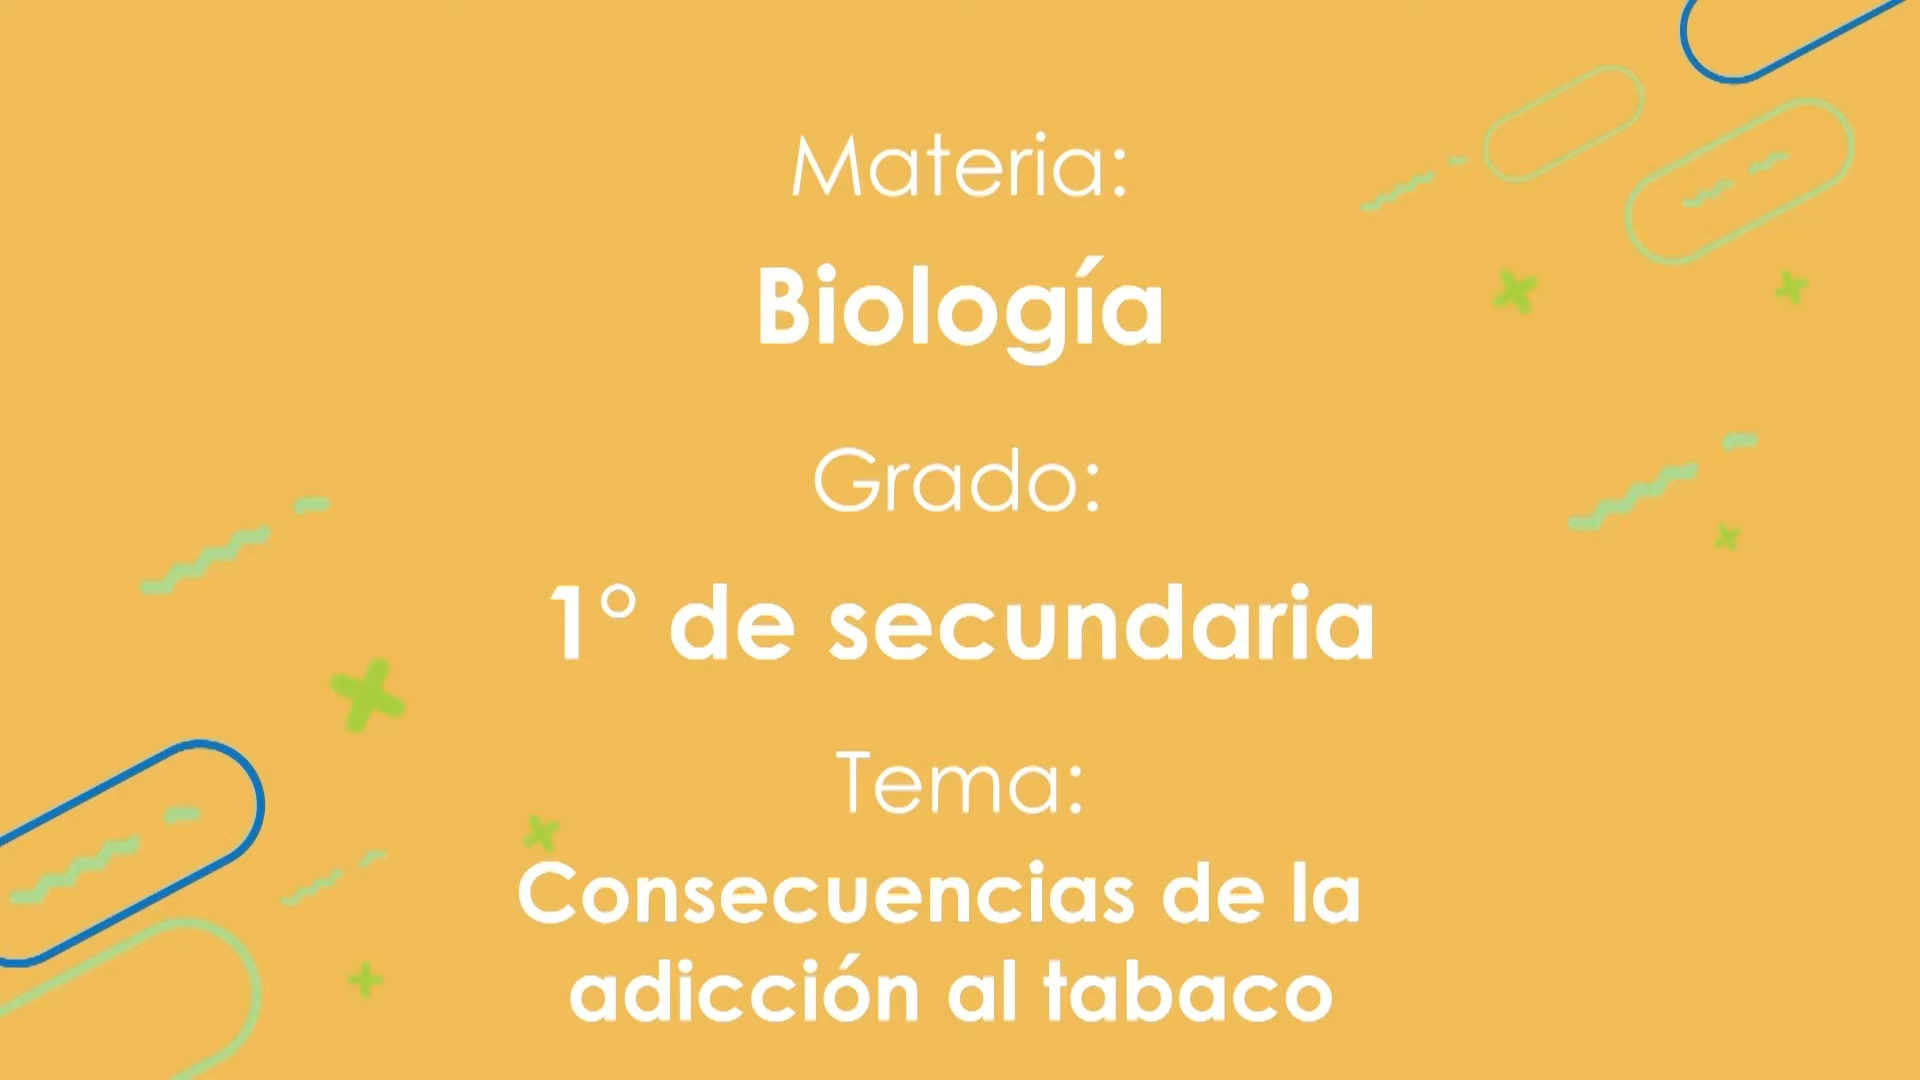 Materia:
Biología
Grado:
1° de secundaria
Tema:
Consecuencias de la
adicción al tabaco